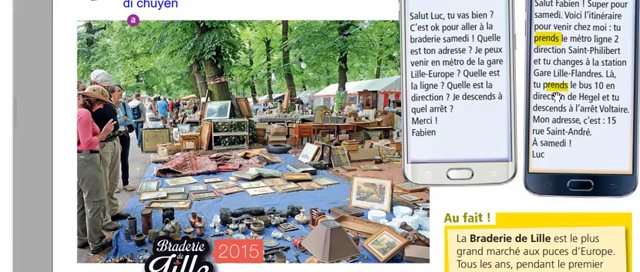 di chuyển
a
Braderie
de
Lille
2015
Salut Luc, tu vas bien ?
C'est ok pour aller à la
braderie samedi ! Quelle
est ton adresse ? Je peux
venir en métro de la gare
Lille-Europe ? Quelle est
la ligne ? Quelle est la
direction ? Je descends à
quel arrêt ?
Merci !
Fabien
Salut Fabien ! Super pour
samedi. Voici l'itinéraire
pour venir chez moi : tu
prends le métro ligne 2
direction Saint-Philibert
et tu changes à la station
Gare Lille-Flandres. Là,
tu prends le bus 10 en
direction de Hegel et tu
descends à l'arrêt Voltaire.
Mon adresse, c'est : 15
rue Saint-André.
À samedi !
Luc
Au fait !
La Braderie de Lille est le plus
grand marché aux puces d'Europe.
Tous les ans, pendant le premier